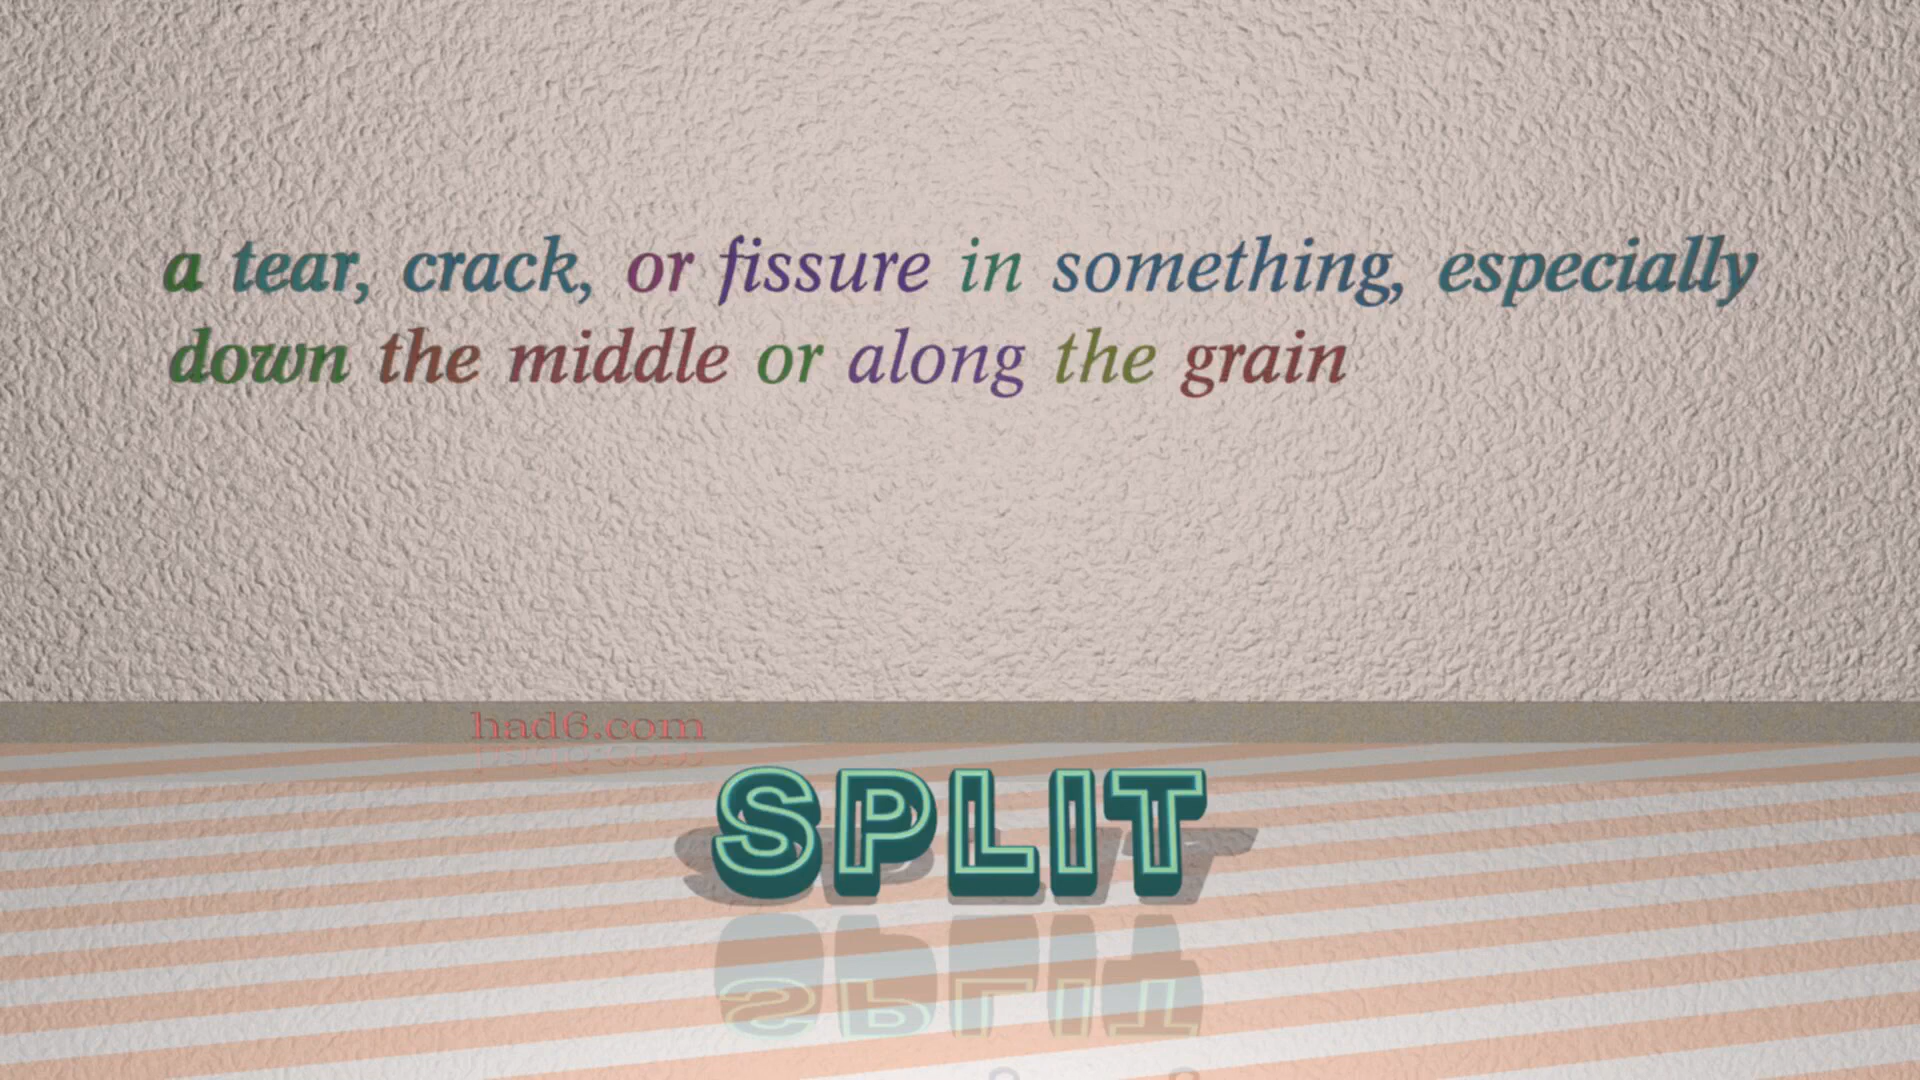 a tear, crack, or fissure in something, especially
down the middle or along the grain
had6.com
SPLIT